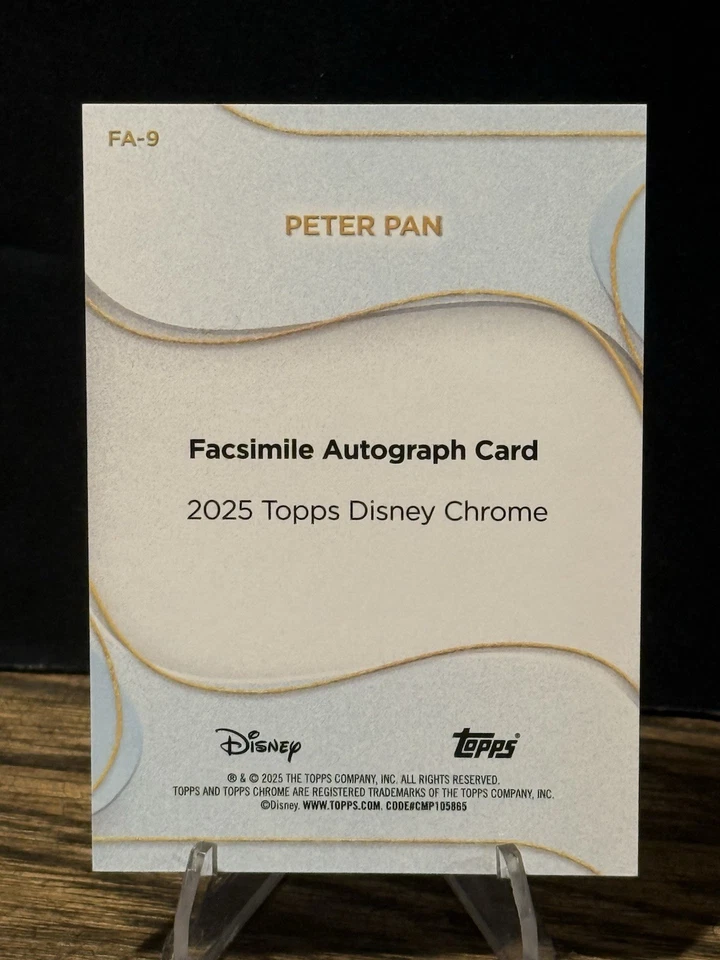 FA-9
PETER PAN
Facsimile Autograph Card
2025 Topps Disney Chrome
Disney topps®
® & © 2025 THE TOPPS COMPANY, INC. ALL RIGHTS RESERVED.
TOPPS AND TOPPS CHROME ARE REGISTERED TRADEMARKS OF THE TOPPS COMPANY, INC.
©Disney. WWW.TOPPS.COM. CODE#CMP105865